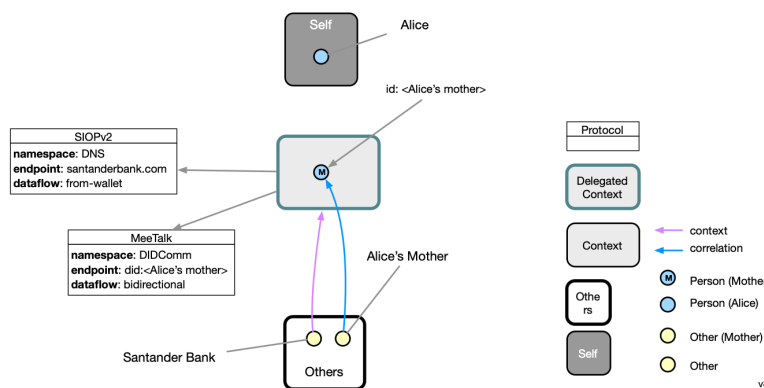 Self
Alice
id: <Alice's mother>
SIOPv2
namespace: DNS
endpoint: santanderbank.com
dataflow: from-wallet
M
MeeTalk
namespace: DIDComm
endpoint: did:<Alice's mother>
dataflow: bidirectional
Alice's Mother
Santander Bank
Others
Protocol
Delegated
Context
Context
context
correlation
Othe
rs
Self
M
Person (Mothe
Person (Alice)
Other (Mother)
Other